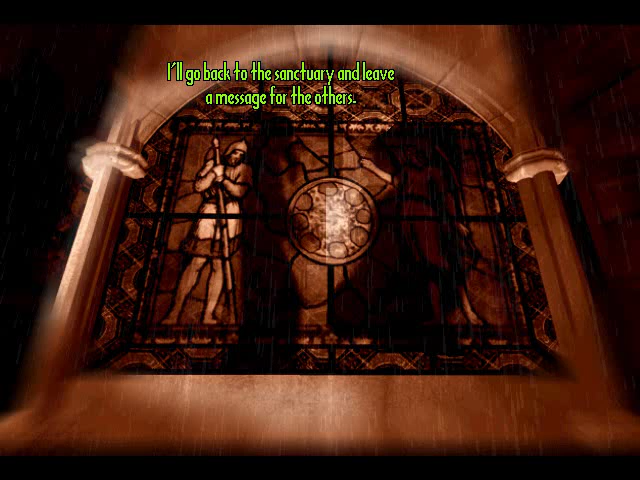 I'll go back to the sanctuary and leave
a message for the others.